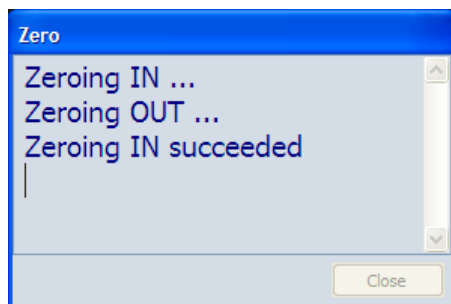 Zero
Zeroing IN ...
Zeroing OUT ...
Zeroing IN succeeded
Close